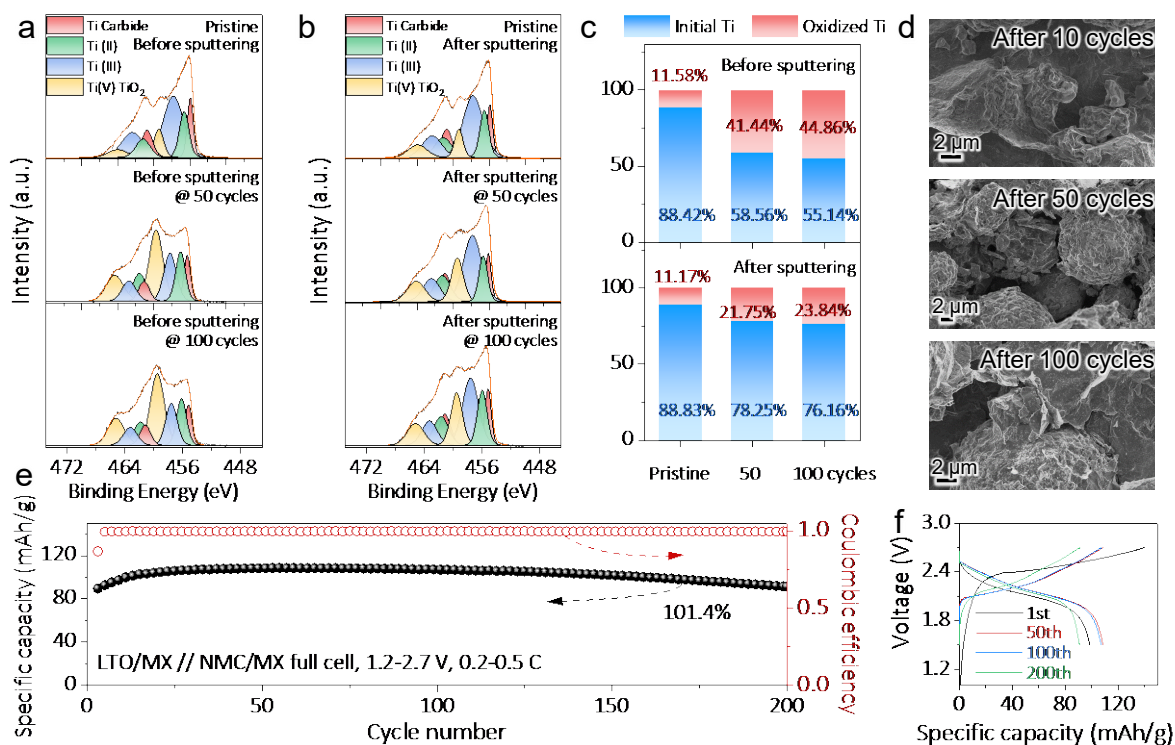 a
Ti Carbide
Ti (II)
Ti (III)
Ti(V) TiO2
Pristine
Before sputtering
Before sputtering
@ 50 cycles
Before sputtering
@ 100 cycles
Intensity (a.u.)
472 464 456 448
Binding Energy (eV)
b
Ti Carbide
Ti (II)
Ti (III)
Ti(V) TiO2
Pristine
After sputtering
After sputtering
@ 50 cycles
After sputtering
@ 100 cycles
Intensity (a.u.)
472 464 456 448
Binding Energy (eV)
c
Initial Ti
Oxidized Ti
Before sputtering
11.58%
41.44%
44.86%
88.42%
58.56%
55.14%
100
50
0
After sputtering
11.17%
21.75%
23.84%
88.83%
78.25%
76.16%
100
50
0
Pristine 50 100 cycles
d
After 10 cycles
2 μm
After 50 cycles
2 μm
After 100 cycles
2 μm
e
Specific capacity (mAh/g)
120
80
40
0
101.4%
LTO/MX // NMC/MX full cell, 1.2-2.7 V, 0.2-0.5 C
0 50 100 150 200
Cycle number
1.0
0.5
0.0
Coulombic efficiency
f
Voltage (V)
3.0
2.4
1.8
1.2
1st
50th
100th
200th
0 40 80 120
Specific capacity (mAh/g)